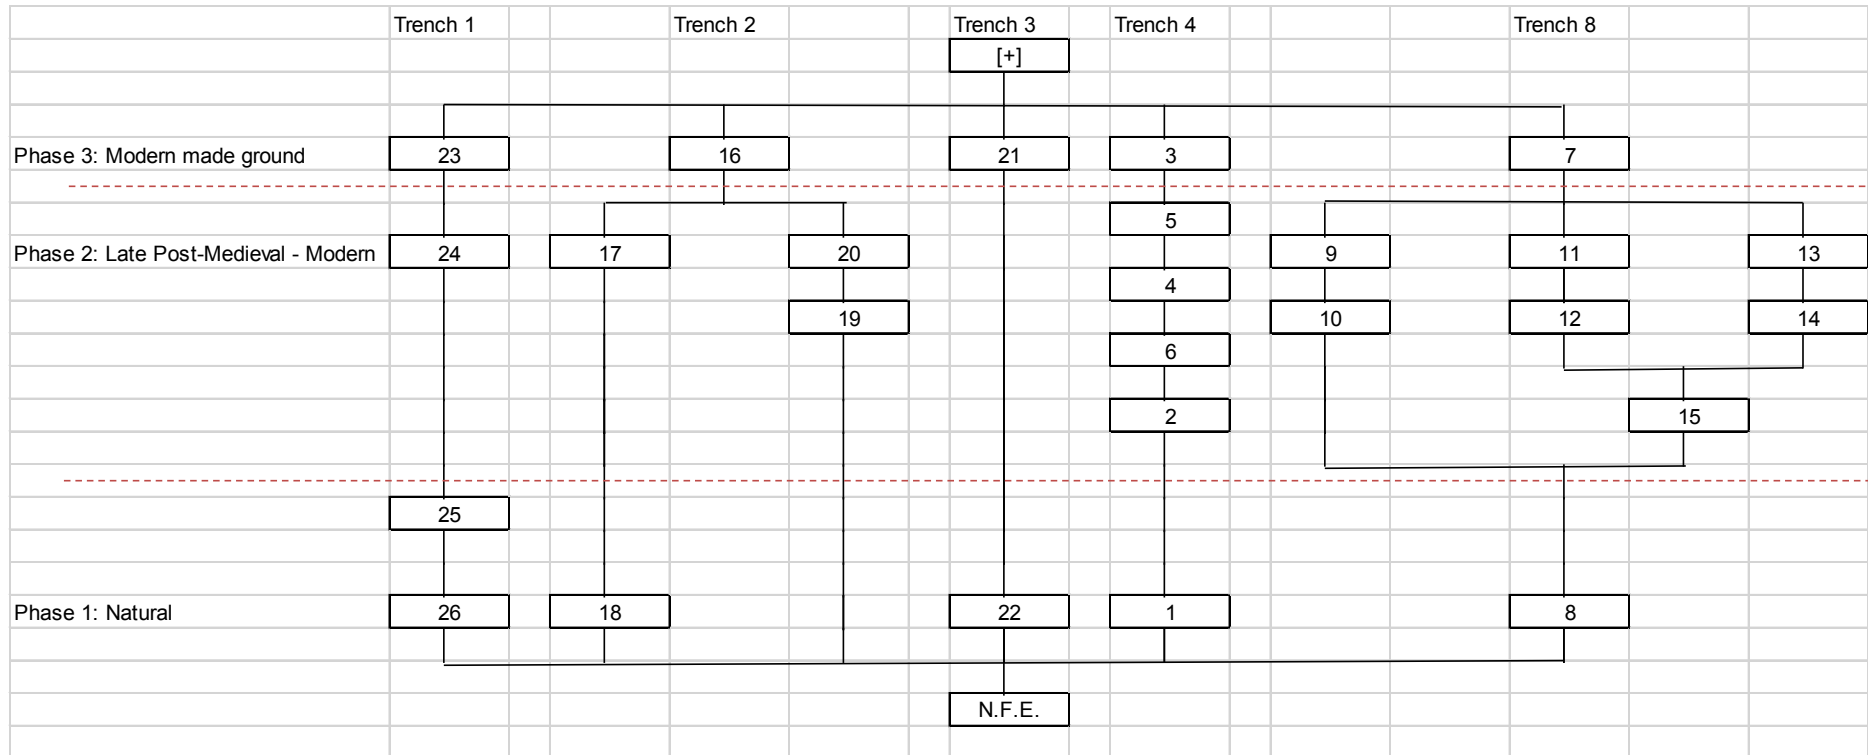 Trench 1 Trench 2 Trench 3 Trench 4 Trench 8
[+]
Phase 3: Modern made ground 23 16 21 3 7
5
Phase 2: Late Post-Medieval - Modern 24 17 20 9 11 13
4
19 10 12 14
6
2 15
25
Phase 1: Natural 26 18 22 1 8
N.F.E.